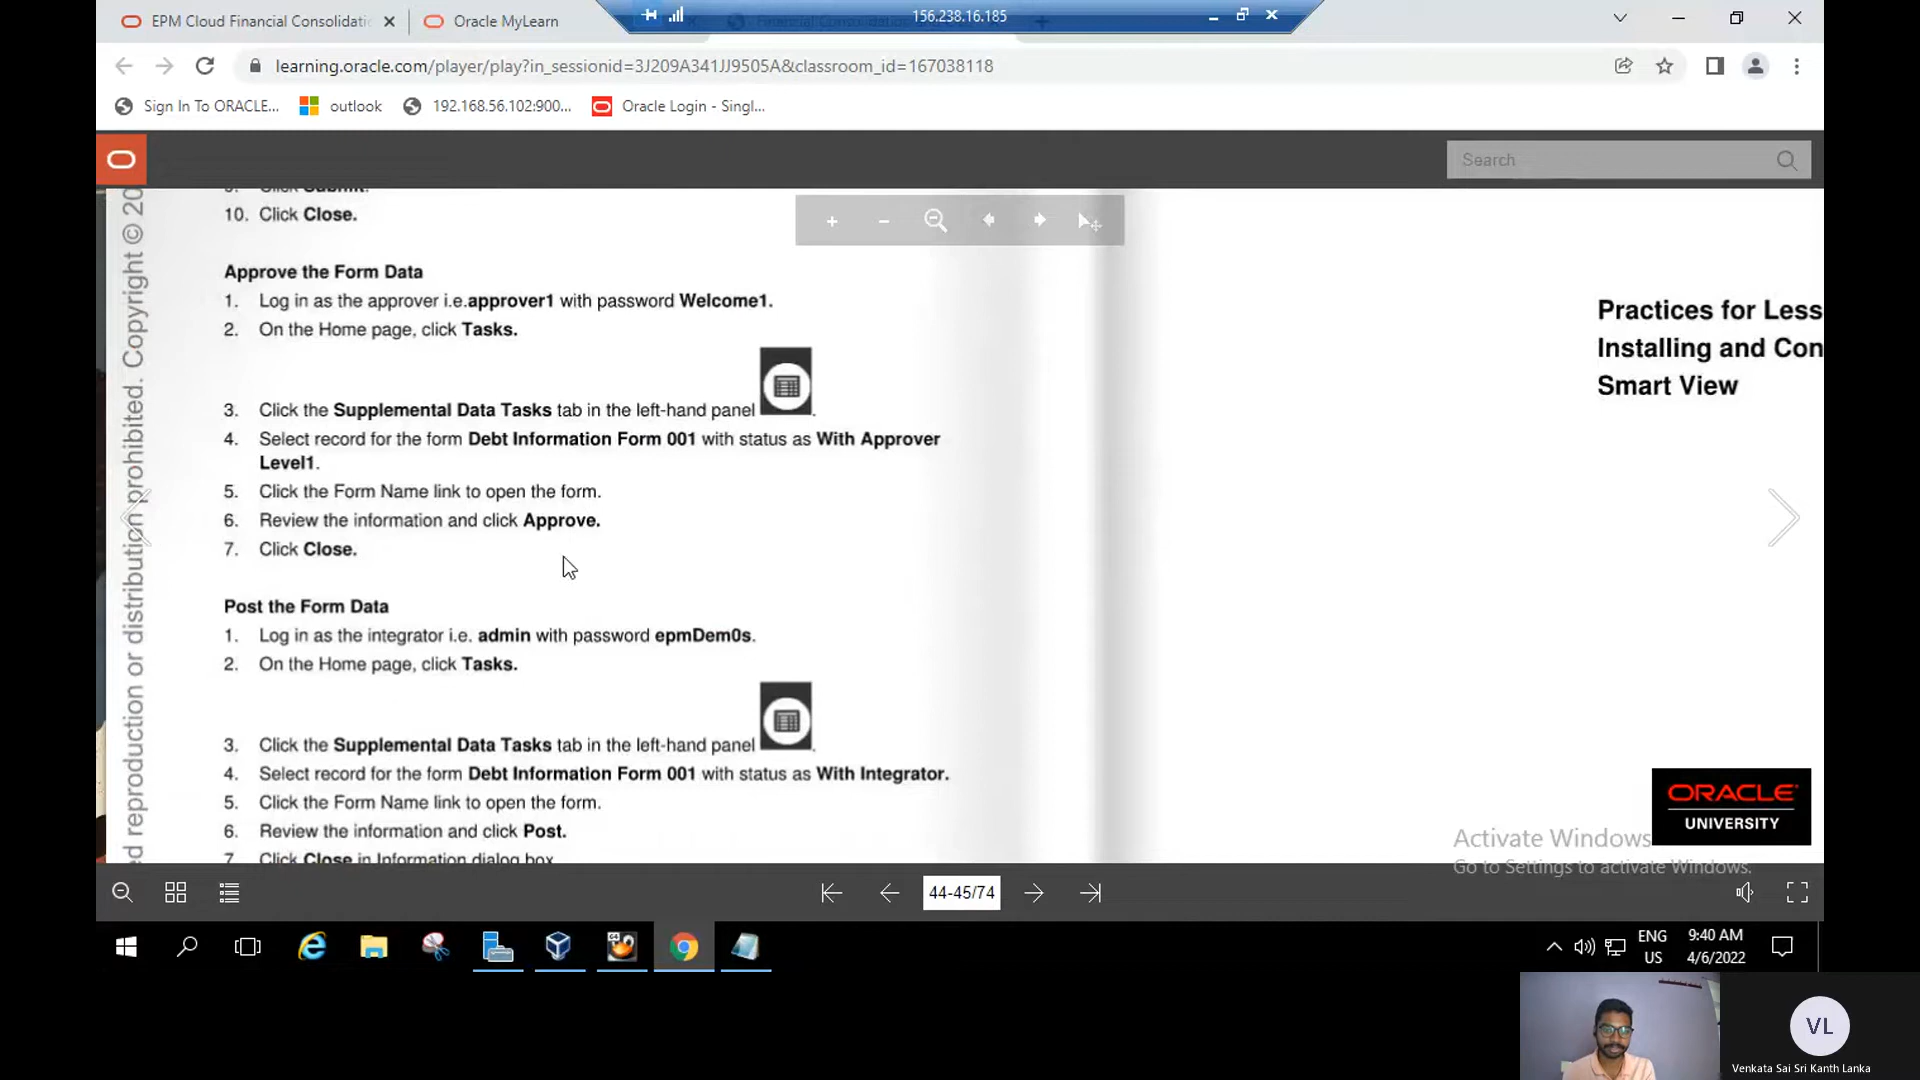 156.238.16.185
EPM Cloud Financial Consolidati
Oracle MyLearn
learning.oracle.com/player/play?in_sessionid=3J209A341JJ9505A&classroom_id=167038118
Sign In To ORACLE...
outlook
192.168.56.102:900...
Oracle Login - Singl...
Search
9. Click Submit.
10. Click Close.
Approve the Form Data
1. Log in as the approver i.e.approver1 with password Welcome1.
2. On the Home page, click Tasks.
3. Click the Supplemental Data Tasks tab in the left-hand panel .
4. Select record for the form Debt Information Form 001 with status as With Approver
Level1.
5. Click the Form Name link to open the form.
6. Review the information and click Approve.
7. Click Close.
Post the Form Data
1. Log in as the integrator i.e. admin with password epmDem0s.
2. On the Home page, click Tasks.
3. Click the Supplemental Data Tasks tab in the left-hand panel .
4. Select record for the form Debt Information Form 001 with status as With Integrator.
5. Click the Form Name link to open the form.
6. Review the information and click Post.
7. Click Close in Information dialog box
ed reproduction or distribution prohibited. Copyright © 20
Practices for Less
Installing and Con
Smart View
ORACLE
UNIVERSITY
Activate Windows
Go to Settings to activate Windows.
44-45/74
ENG
US
9:40 AM
4/6/2022
VL
Venkata Sai Sri Kanth Lanka